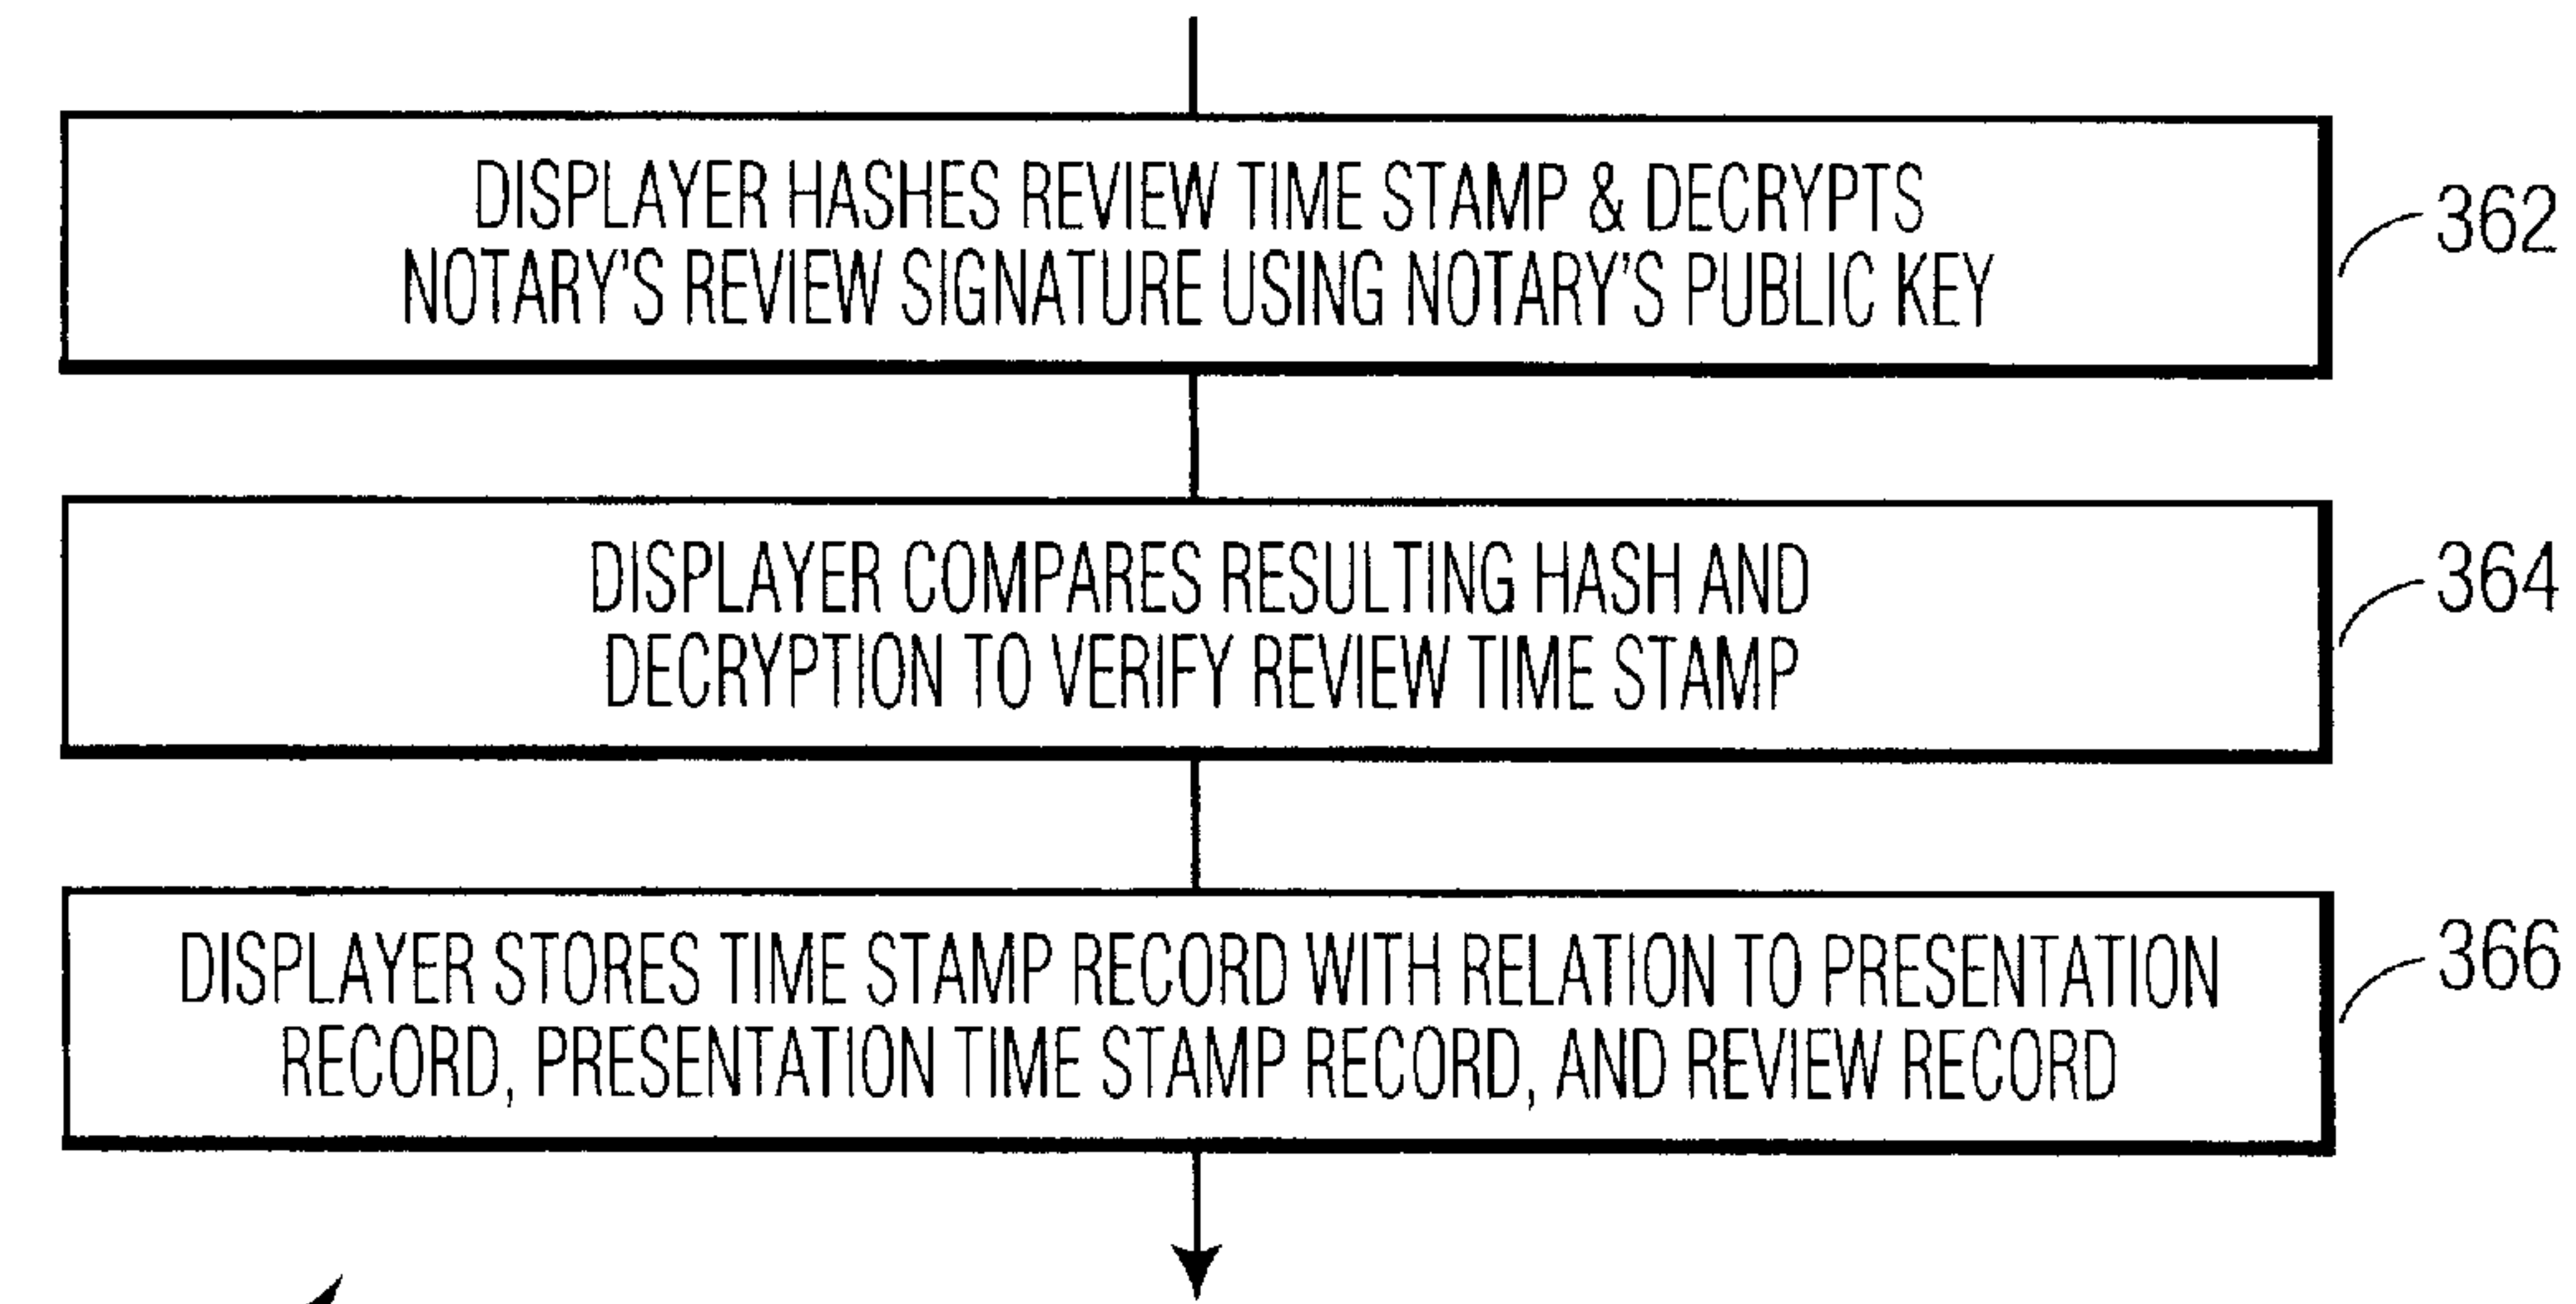 DISPLAYER HASHES REVIEW TIME STAMP & DECRYPTS
NOTARY'S REVIEW SIGNATURE USING NOTARY'S PUBLIC KEY
362
DISPLAYER COMPARES RESULTING HASH AND
DECRYPTION TO VERIFY REVIEW TIME STAMP
364
DISPLAYER STORES TIME STAMP RECORD WITH RELATION TO PRESENTATION
RECORD, PRESENTATION TIME STAMP RECORD, AND REVIEW RECORD
366